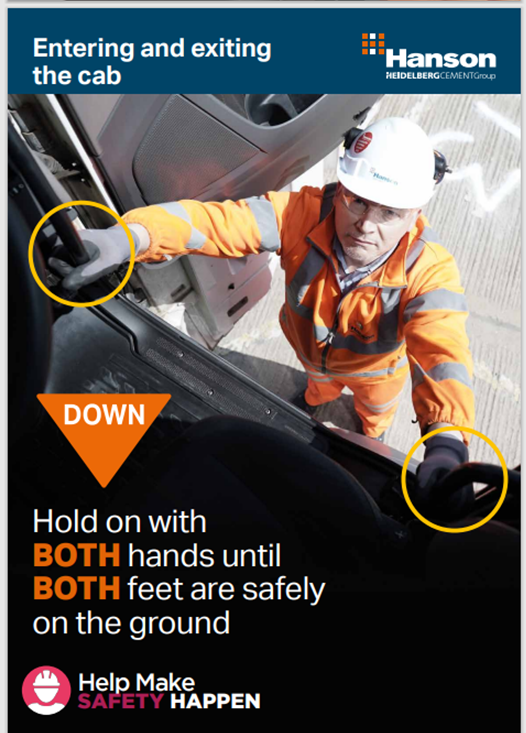 Entering and exiting
the cab
Hanson
HEIDELBERGCEMENTGroup
Hanson
DOWN
Hold on with
BOTH hands until
BOTH feet are safely
on the ground
Help Make
SAFETY HAPPEN